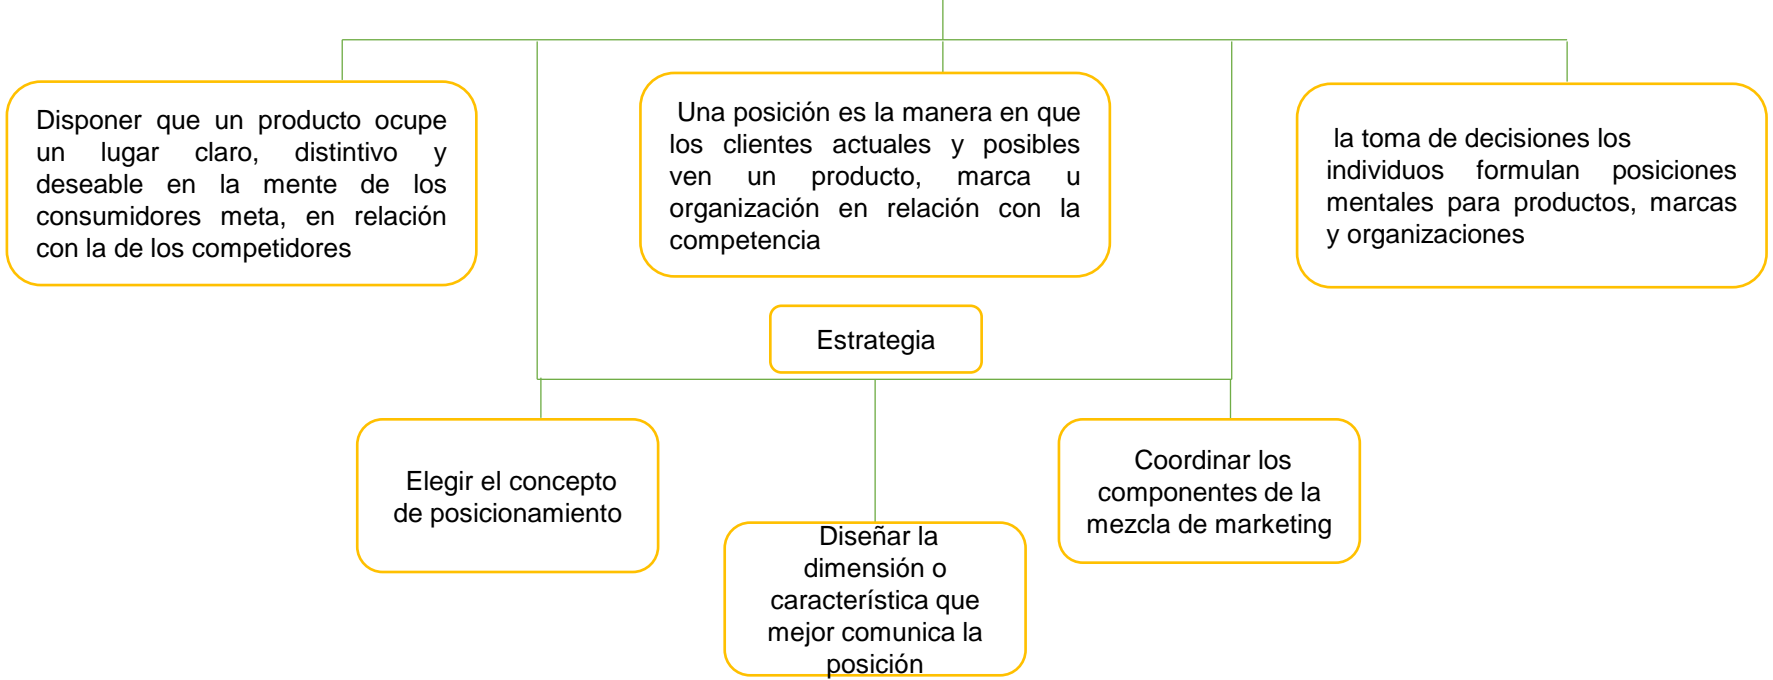 Disponer que un producto ocupe
un lugar claro, distintivo y
deseable en la mente de los
consumidores meta, en relación
con la de los competidores
Una posición es la manera en que
los clientes actuales y posibles
ven un producto, marca u
organización en relación con la
competencia
la toma de decisiones los
individuos formulan posiciones
mentales para productos, marcas
y organizaciones
Estrategia
Elegir el concepto
de posicionamiento
Diseñar la
dimensión o
característica que
mejor comunica la
posición
Coordinar los
componentes de la
mezcla de marketing